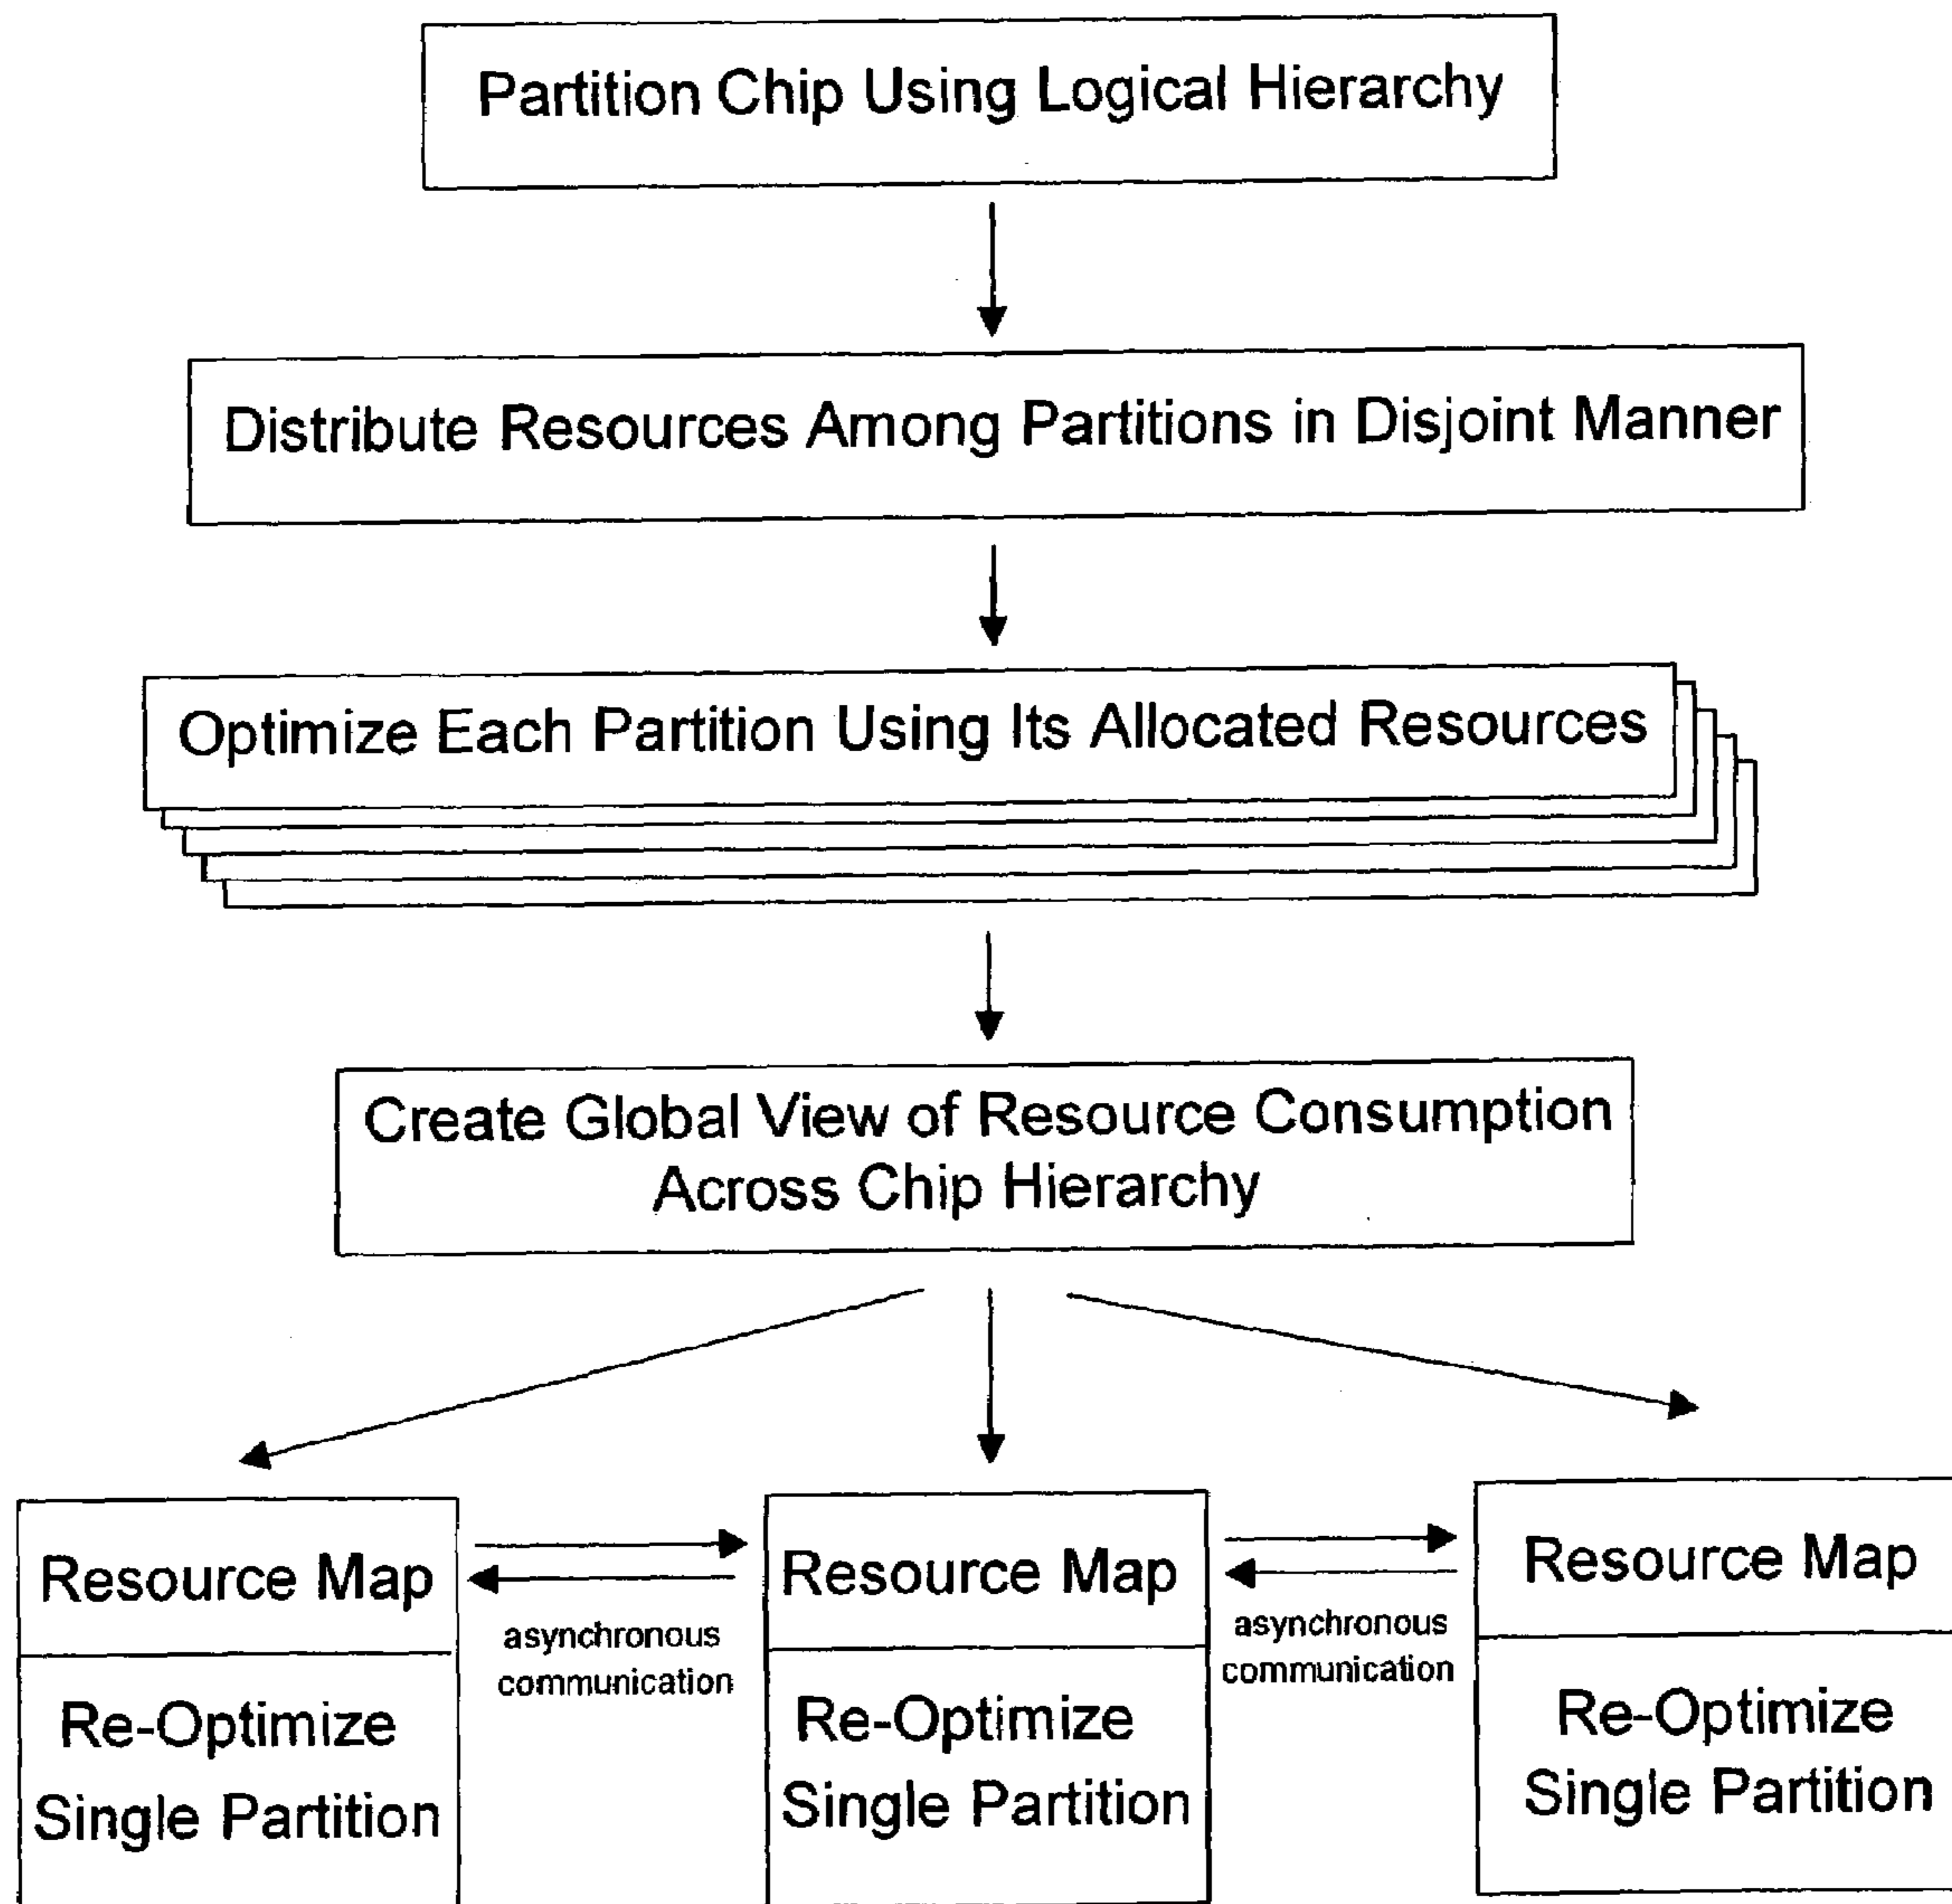 Partition Chip Using Logical Hierarchy
Distribute Resources Among Partitions in Disjoint Manner
Optimize Each Partition Using Its Allocated Resources
Create Global View of Resource Consumption
Across Chip Hierarchy
Resource Map
asynchronous
communication
Resource Map
asynchronous
communication
Resource Map
Re-Optimize
Single Partition
Re-Optimize
Single Partition
Re-Optimize
Single Partition